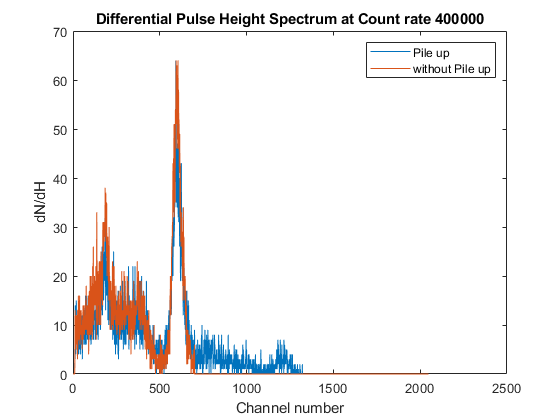 Differential Pulse Height Spectrum at Count rate 400000
70
60
50
40
30
20
10
0
dN/dH
Pile up
without Pile up
0 500 1000 1500 2000 2500
Channel number